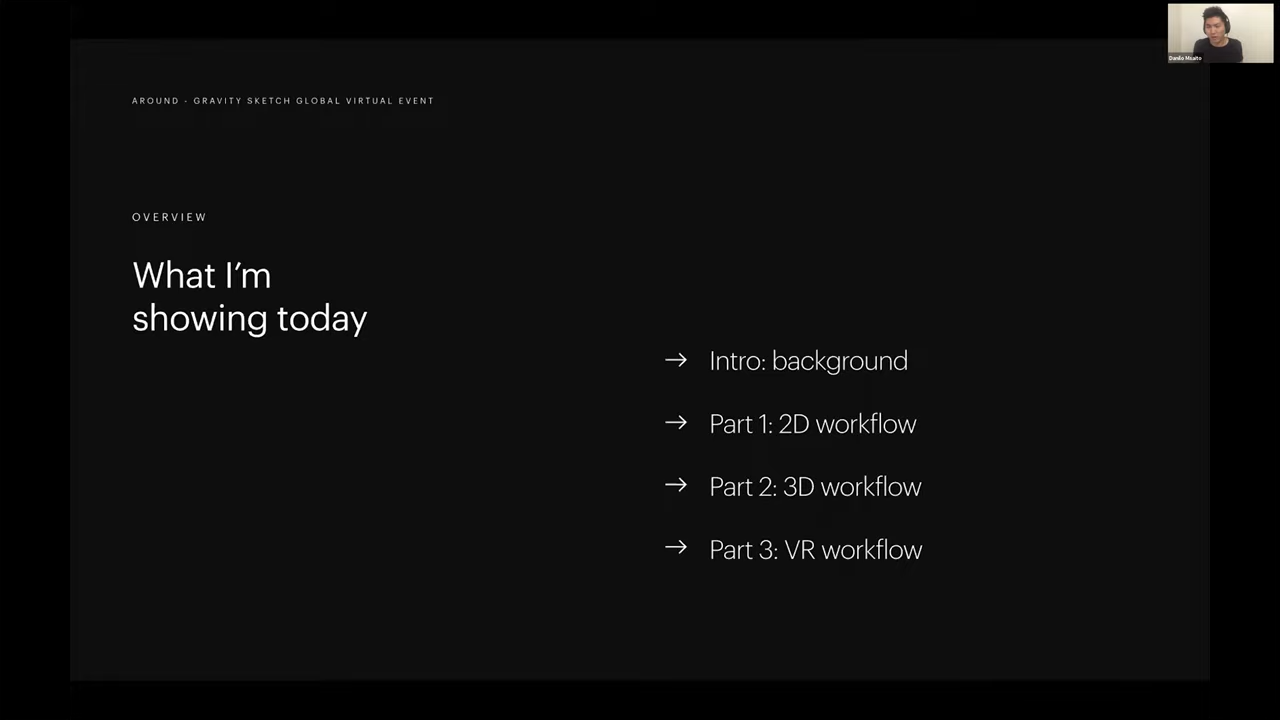 AROUND - GRAVITY SKETCH GLOBAL VIRTUAL EVENT
OVERVIEW
What I’m
showing today
→ Intro: background
→ Part 1: 2D workflow
→ Part 2: 3D workflow
→ Part 3: VR workflow